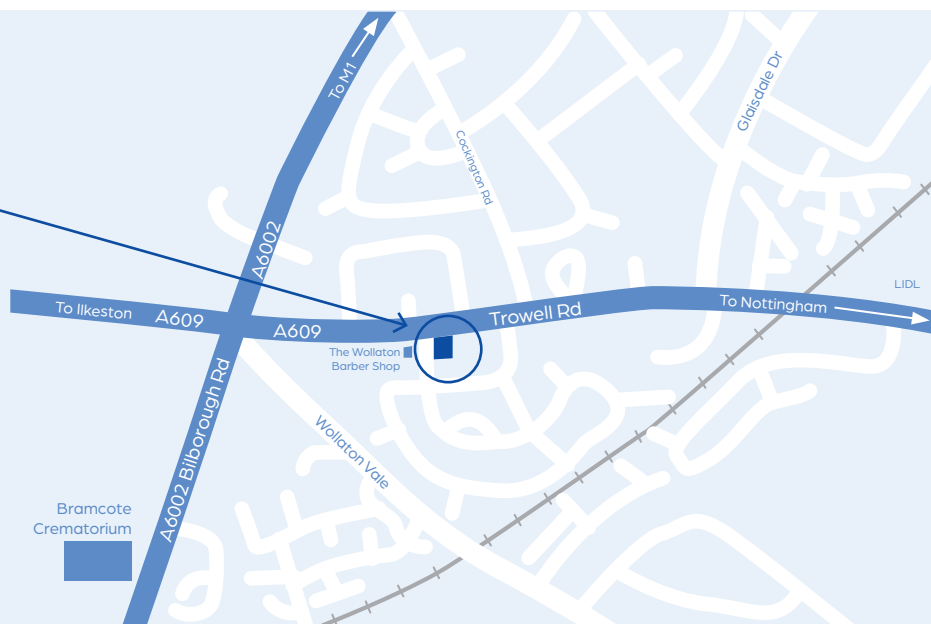 To M1
Glaisdale Dr
Cockington Rd
A6002
LIDL
To Ilkeston
A609
A609
Trowell Rd
To Nottingham
The Wollaton
Barber Shop
A6002 Bilborough Rd
Wollaton Vale
Bramcote
Crematorium